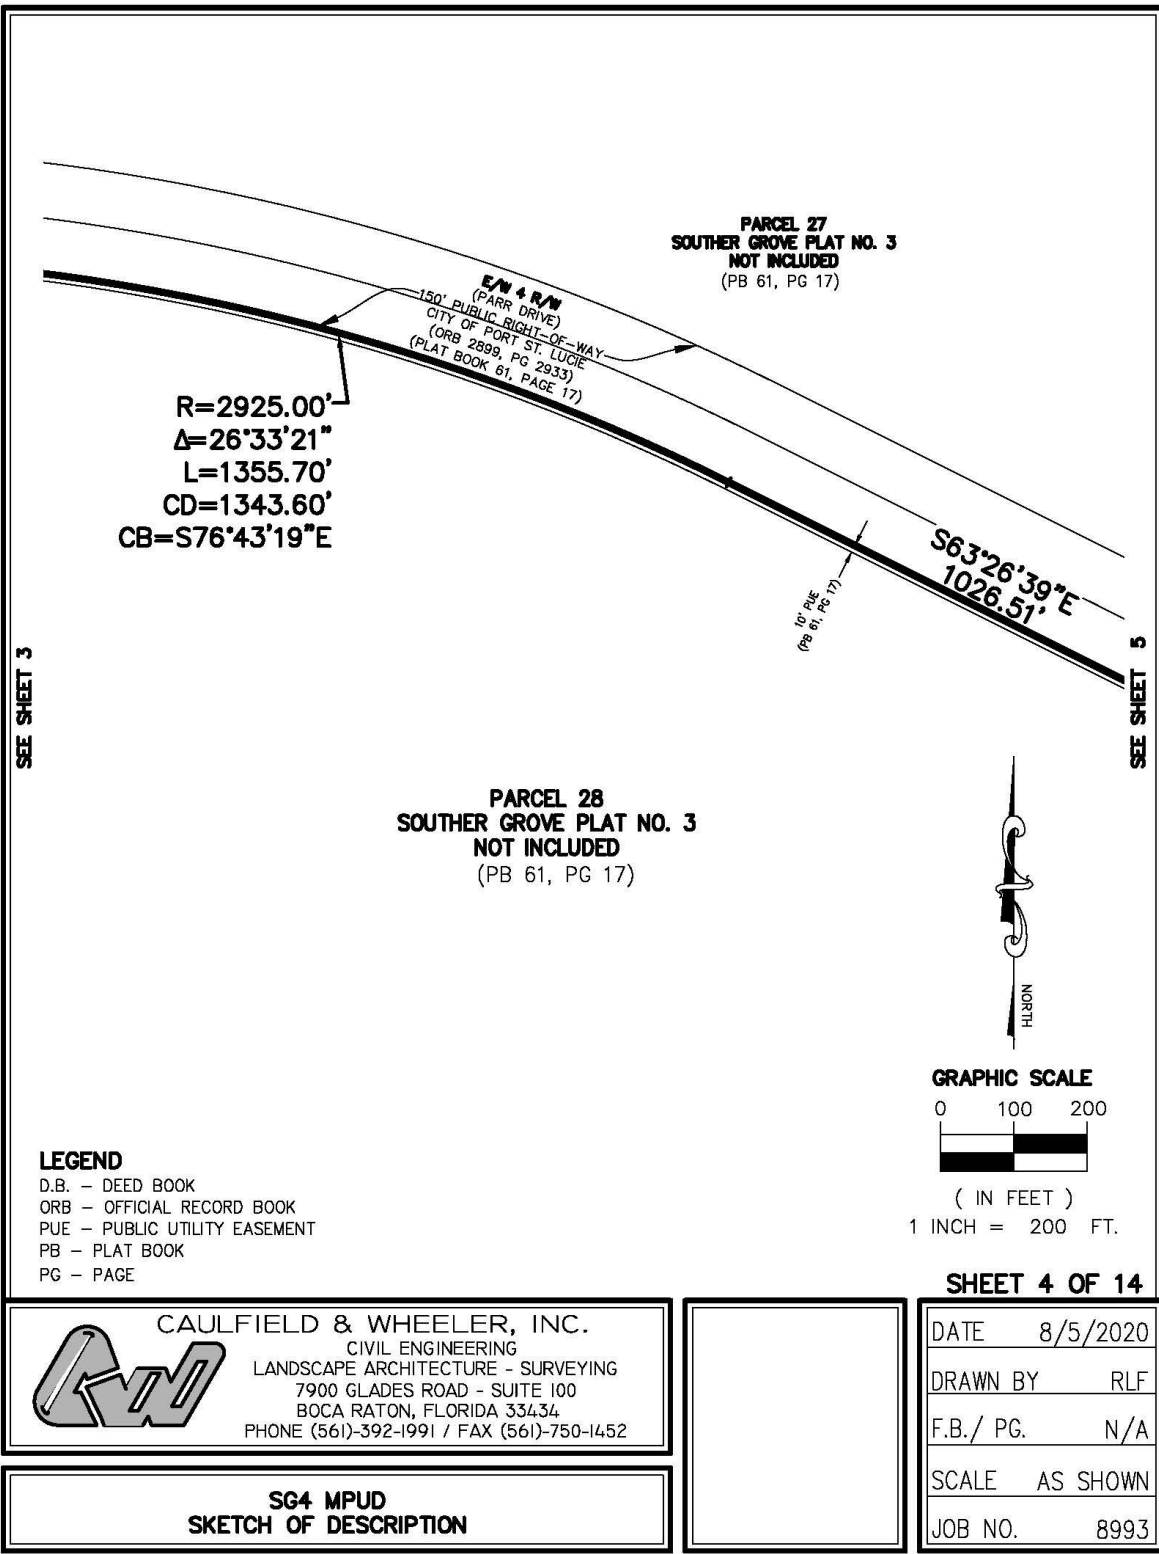 PARCEL 27
SOUTHER GROVE PLAT NO. 3
NOT INCLUDED
(PB 61, PG 17)
E/W 4 R/W
(PARR DRIVE)
150' PUBLIC RIGHT-OF-WAY
CITY OF PORT ST. LUCIE
(ORB 2899, PG 2933)
(PLAT BOOK 61, PAGE 17)
R=2925.00'
Δ=26°33'21"
L=1355.70'
CD=1343.60'
CB=S76°43'19"E
S63°26'39"E
1026.51'
10' PUE
(PB 61, PG 17)
SEE SHEET 3
SEE SHEET 5
PARCEL 28
SOUTHER GROVE PLAT NO. 3
NOT INCLUDED
(PB 61, PG 17)
NORTH
GRAPHIC SCALE
0 100 200
( IN FEET )
1 INCH = 200 FT.
LEGEND
D.B. - DEED BOOK
ORB - OFFICIAL RECORD BOOK
PUE - PUBLIC UTILITY EASEMENT
PB - PLAT BOOK
PG - PAGE
SHEET 4 OF 14
CAULFIELD & WHEELER, INC.
CIVIL ENGINEERING
LANDSCAPE ARCHITECTURE - SURVEYING
7900 GLADES ROAD - SUITE 100
BOCA RATON, FLORIDA 33434
PHONE (561)-392-1991 / FAX (561)-750-1452
SG4 MPUD
SKETCH OF DESCRIPTION
DATE 8/5/2020
DRAWN BY RLF
F.B./ PG. N/A
SCALE AS SHOWN
JOB NO. 8993